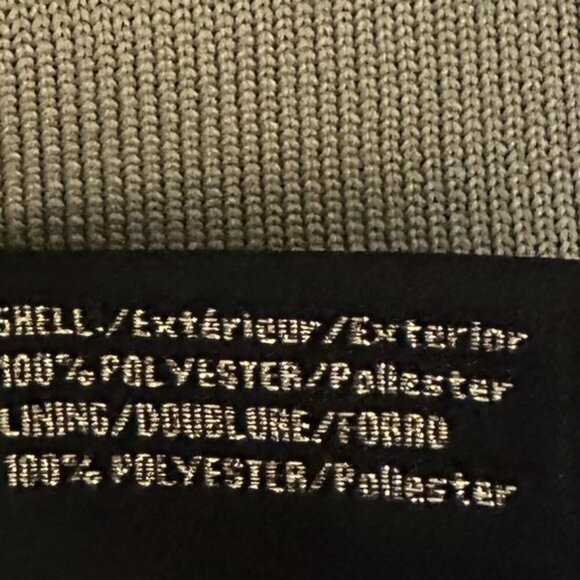 SHELL/Extérieur/Exterior
100% POLYESTER/Poliester
LINING/DOUBLURE/FORRO
100% POLYESTER/Poliester